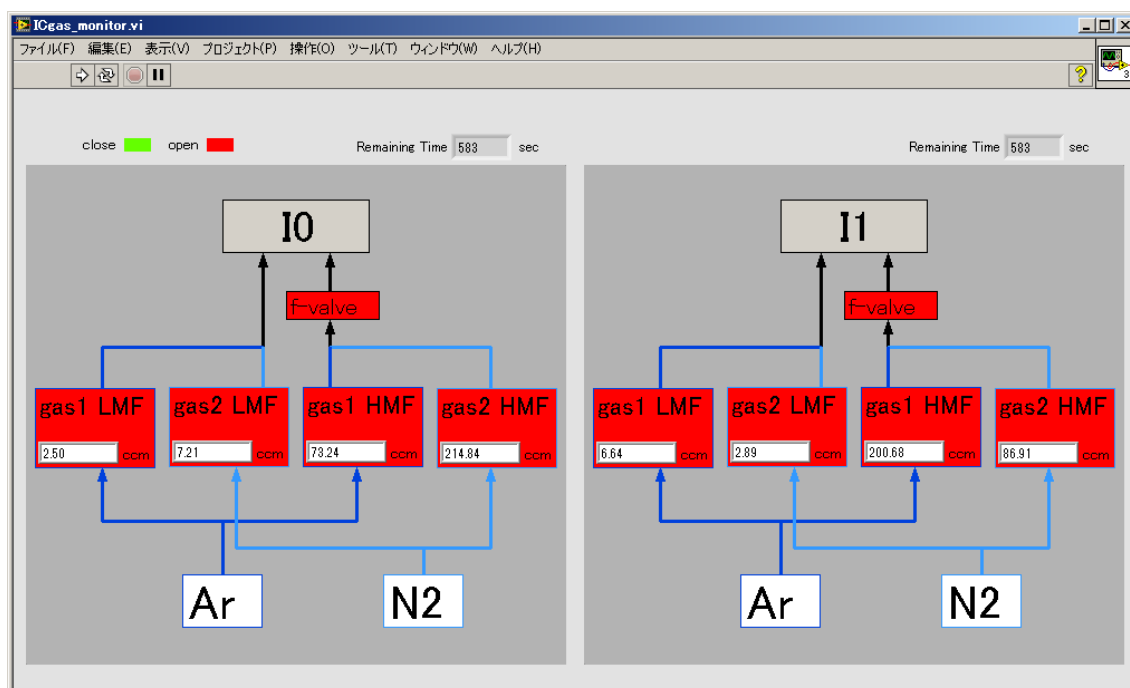 ICgas_monitor.vi
ファイル(F) 編集(E) 表示(V) プロジェクト(P) 操作(O) ツール(T) ウィンドウ(W) ヘルプ(H)
?
3
close open Remaining Time 583 sec Remaining Time 583 sec
I0
f-valve
gas1 LMF gas2 LMF gas1 HMF gas2 HMF
2.50 ccm 7.21 ccm 73.24 ccm 214.84 ccm
Ar N2
I1
f-valve
gas1 LMF gas2 LMF gas1 HMF gas2 HMF
6.64 ccm 2.89 ccm 200.68 ccm 86.91 ccm
Ar N2